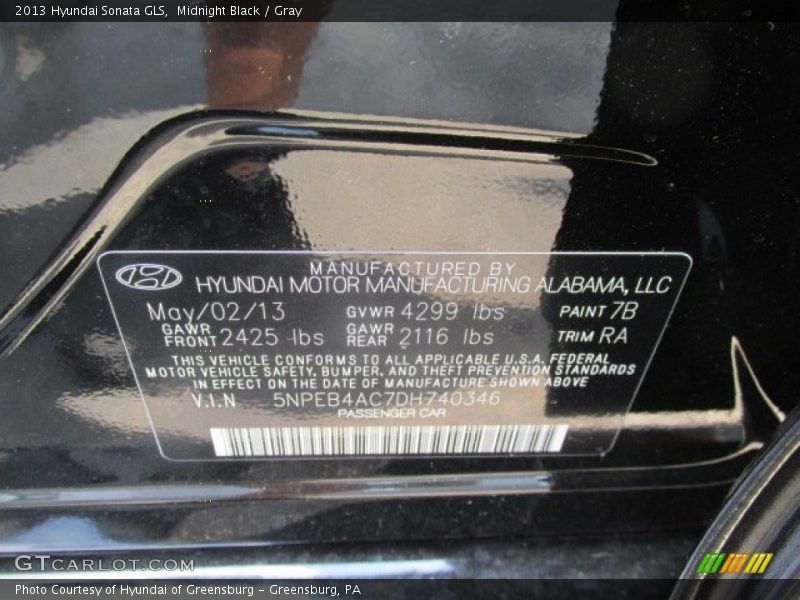 2013 Hyundai Sonata GLS, Midnight Black / Gray
MANUFACTURED BY
HYUNDAI MOTOR MANUFACTURING ALABAMA, LLC
May/02/13 GVWR 4299 lbs PAINT 7B
GAWR FRONT 2425 lbs GAWR REAR 2116 lbs TRIM RA
THIS VEHICLE CONFORMS TO ALL APPLICABLE U.S.A. FEDERAL
MOTOR VEHICLE SAFETY, BUMPER, AND THEFT PREVENTION STANDARDS
IN EFFECT ON THE DATE OF MANUFACTURE SHOWN ABOVE
V.I.N 5NPEB4AC7DH740346
PASSENGER CAR
GTCARLOT.COM
Photo Courtesy of Hyundai of Greensburg - Greensburg, PA